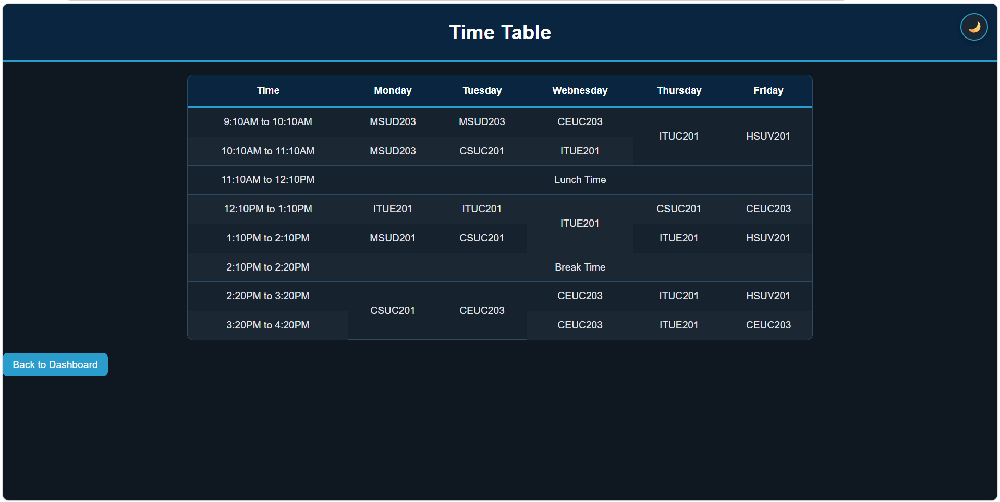 Time Table
Time Monday Tuesday Webnesday Thursday Friday
9:10AM to 10:10AM MSUD203 MSUD203 CEUC203 ITUC201 HSUV201
10:10AM to 11:10AM MSUD203 CSUC201 ITUE201
11:10AM to 12:10PM Lunch Time
12:10PM to 1:10PM ITUE201 ITUC201 ITUE201 CSUC201 CEUC203
1:10PM to 2:10PM MSUD201 CSUC201 ITUE201 HSUV201
2:10PM to 2:20PM Break Time
2:20PM to 3:20PM CSUC201 CEUC203 CEUC203 ITUC201 HSUV201
3:20PM to 4:20PM CEUC203 ITUE201 CEUC203
Back to Dashboard